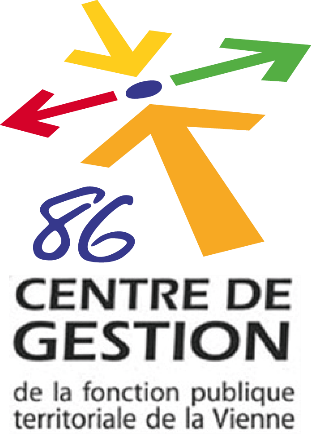 86
CENTRE DE
GESTION
de la fonction publique
territoriale de la Vienne